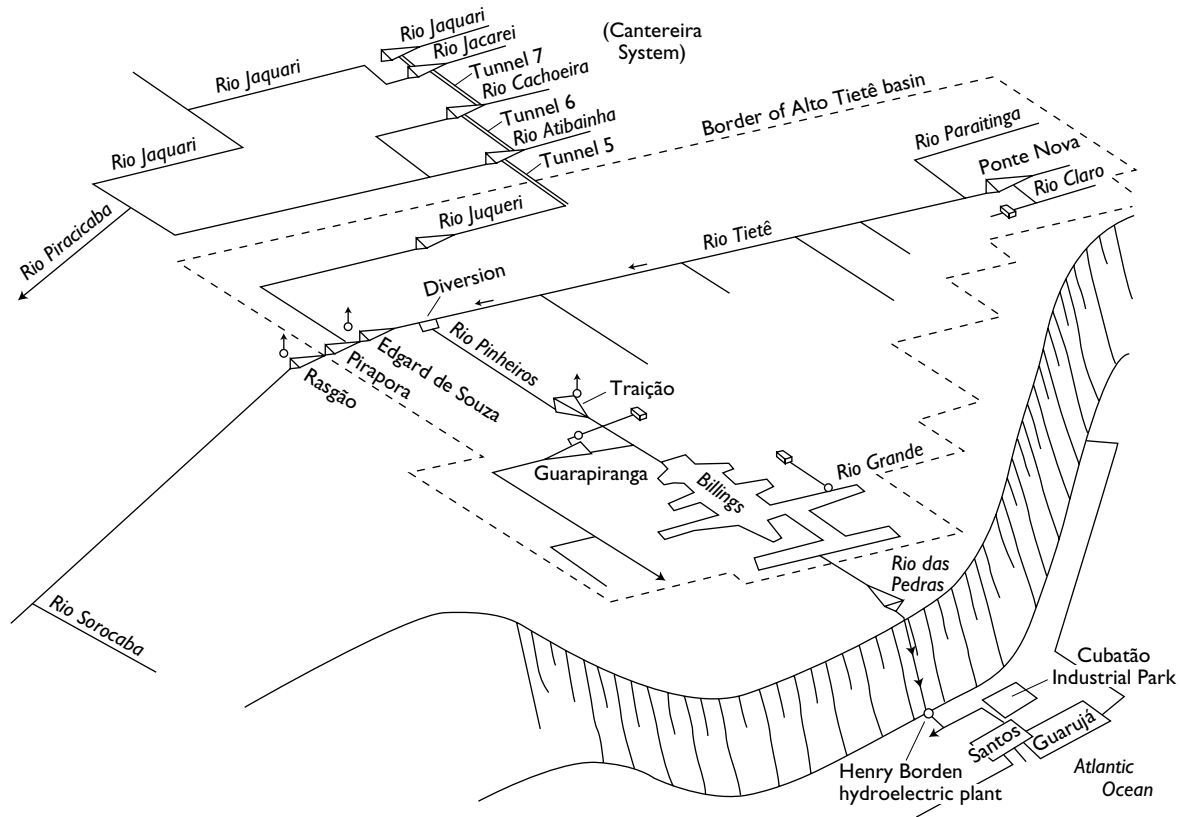 Rio Jaquari
Rio Jacarei
(Cantereira
System)
Tunnel 7
Rio Jaquari
Rio Cachoeira
Tunnel 6
Border of Alto Tietê basin
Rio Atibainha
Rio Paraitinga
Rio Jaquari
Tunnel 5
Ponte Nova
Rio Claro
Rio Juqueri
Rio Piracicaba
Rio Tietê
Diversion
Rio Pinheiros
Edgard de Souza
Pirapora
Rasgão
Traição
Guarapiranga
Billings
Rio Grande
Rio das
Pedras
Rio Sorocaba
Cubatão
Industrial Park
Santos
Guarujá
Henry Borden
hydroelectric plant
Atlantic
Ocean